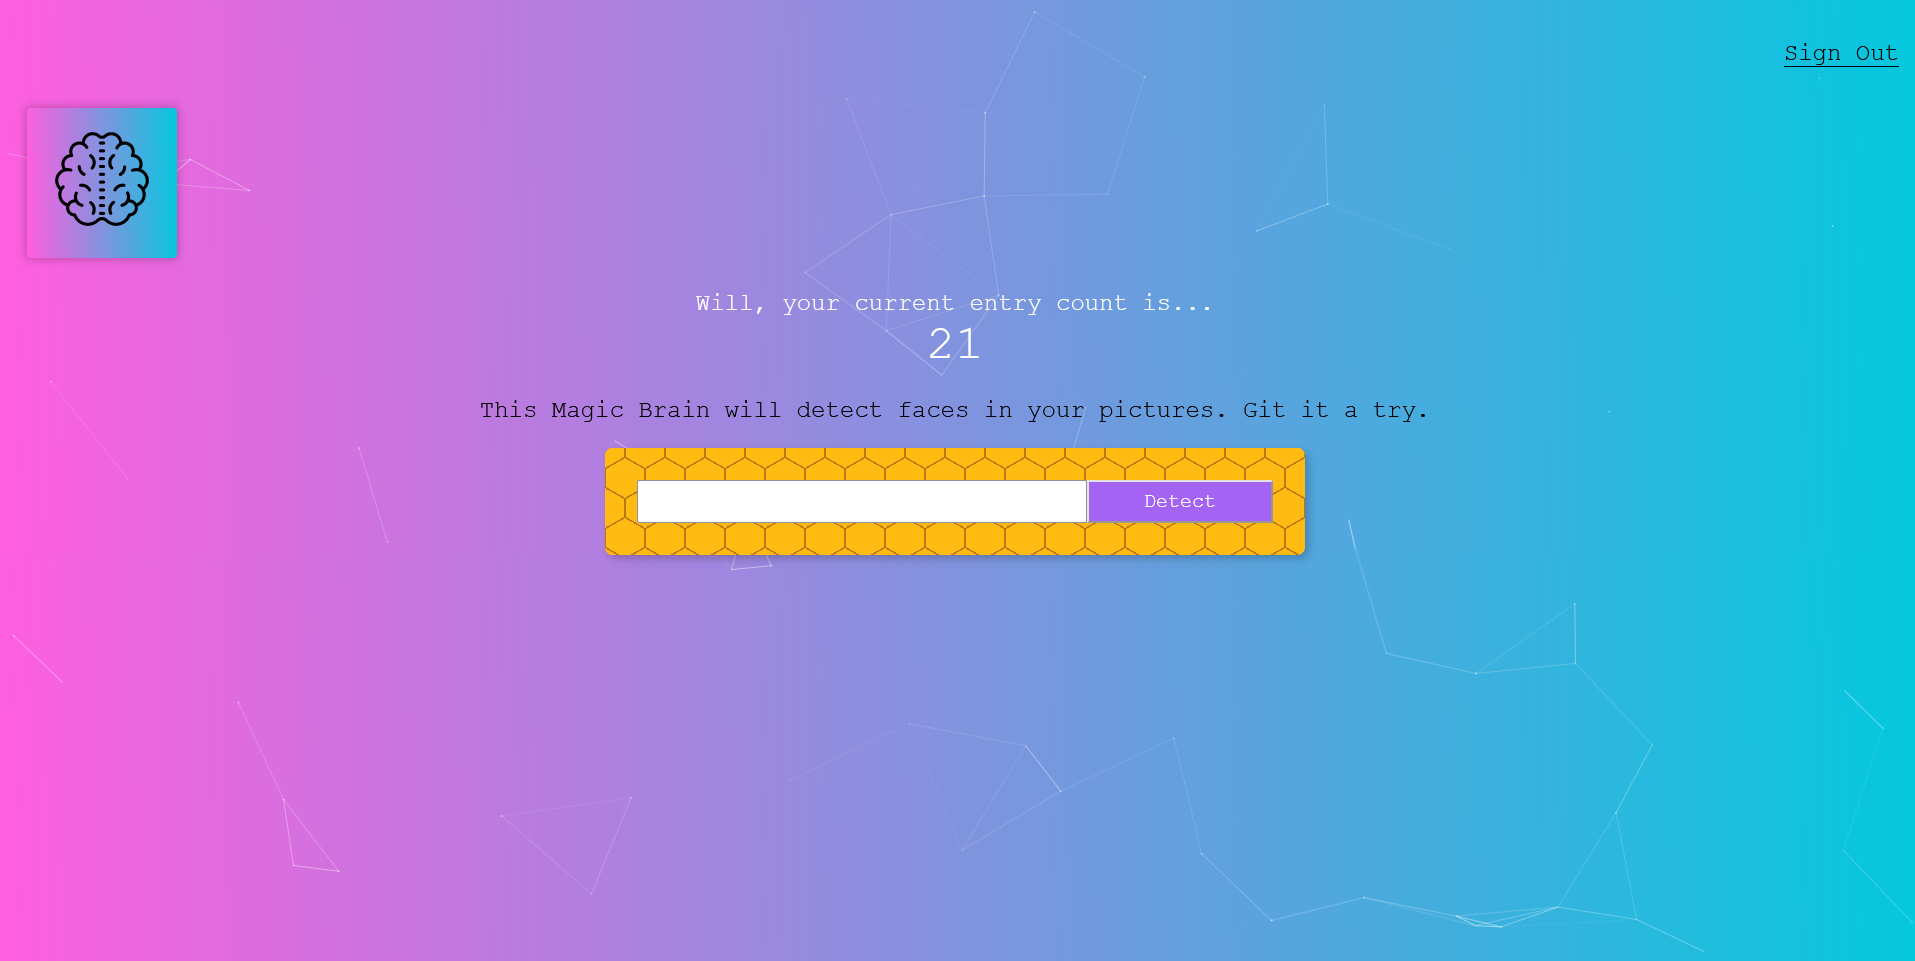 Sign Out
Will, your current entry count is...
21
This Magic Brain will detect faces in your pictures. Git it a try.
Detect